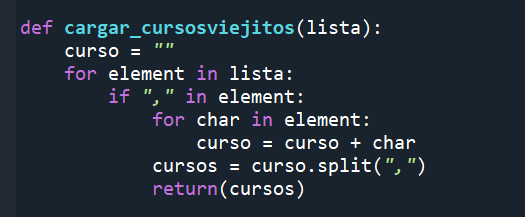 def cargar_cursosviejitos(lista):
    curso = ""
    for element in lista:
        if "," in element:
            for char in element:
                curso = curso + char
            cursos = curso.split(",")
            return(cursos)